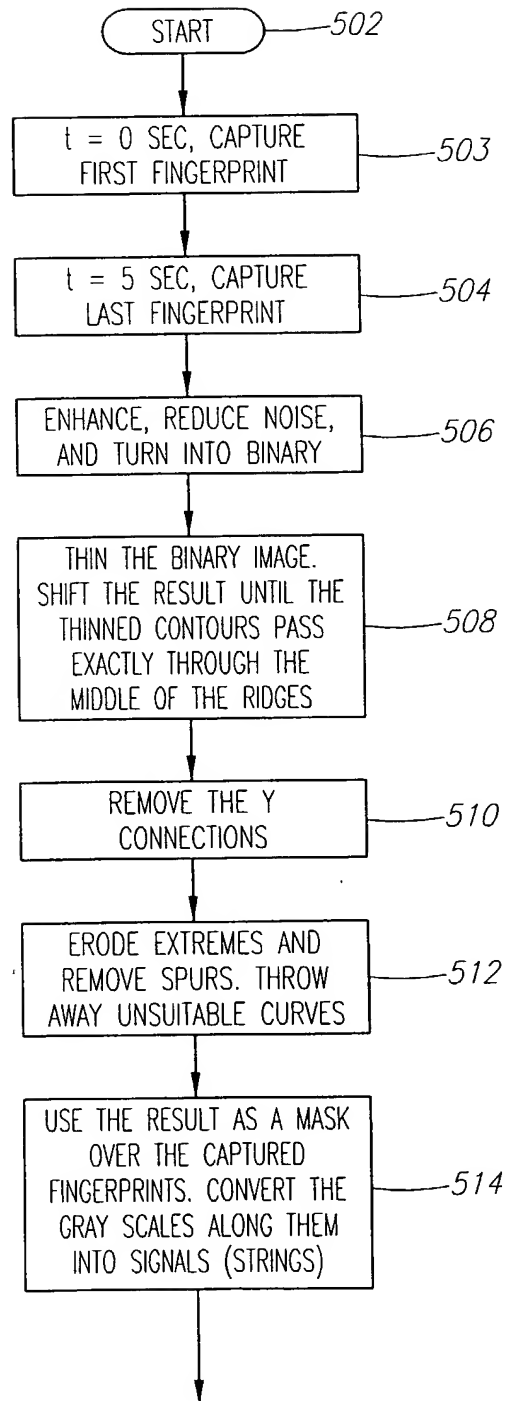 START
502
t = 0 SEC, CAPTURE
FIRST FINGERPRINT
503
t = 5 SEC, CAPTURE
LAST FINGERPRINT
504
ENHANCE, REDUCE NOISE,
AND TURN INTO BINARY
506
THIN THE BINARY IMAGE.
SHIFT THE RESULT UNTIL THE
THINNED CONTOURS PASS
EXACTLY THROUGH THE
MIDDLE OF THE RIDGES
508
REMOVE THE Y
CONNECTIONS
510
ERODE EXTREMES AND
REMOVE SPURS. THROW
AWAY UNSUITABLE CURVES
512
USE THE RESULT AS A MASK
OVER THE CAPTURED
FINGERPRINTS. CONVERT THE
GRAY SCALES ALONG THEM
INTO SIGNALS (STRINGS)
514